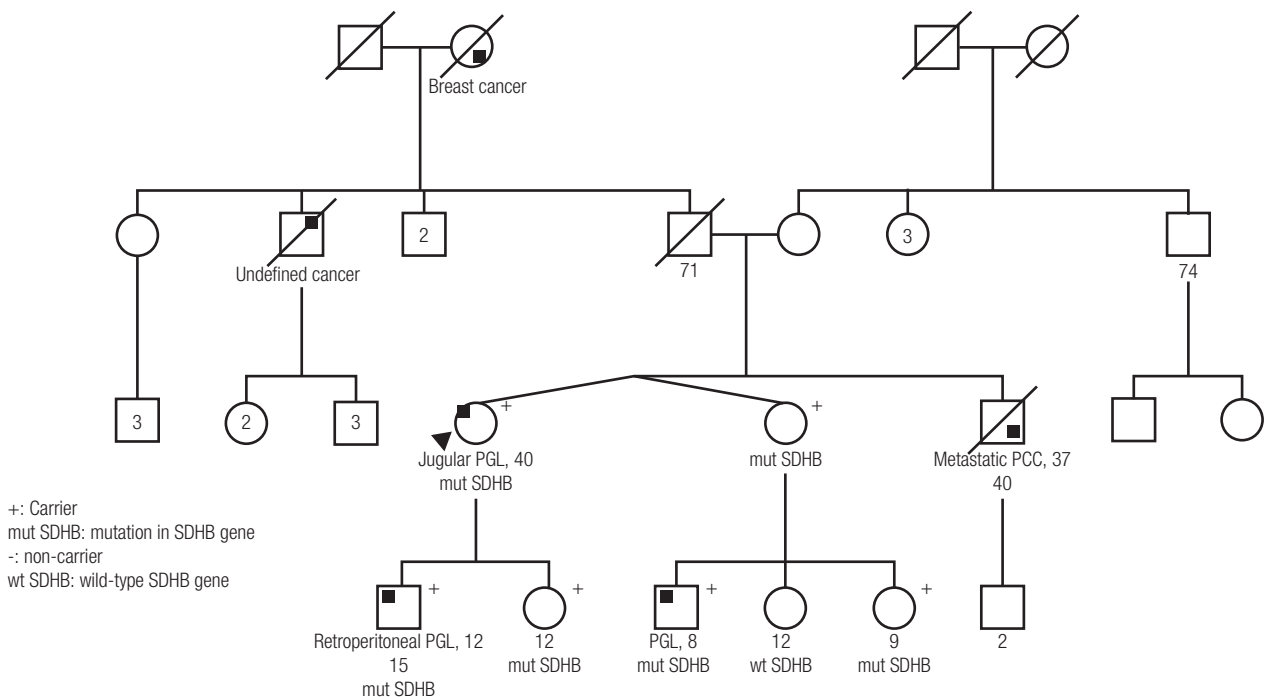 Breast cancer
2
3
Undefined cancer
71
74
3
2
3
+
+
Jugular PGL, 40
mut SDHB
mut SDHB
Metastatic PCC, 37
40
+: Carrier
mut SDHB: mutation in SDHB gene
-: non-carrier
wt SDHB: wild-type SDHB gene
+
+
+
+
Retroperitoneal PGL, 12
15
mut SDHB
12
mut SDHB
PGL, 8
mut SDHB
12
wt SDHB
9
mut SDHB
2